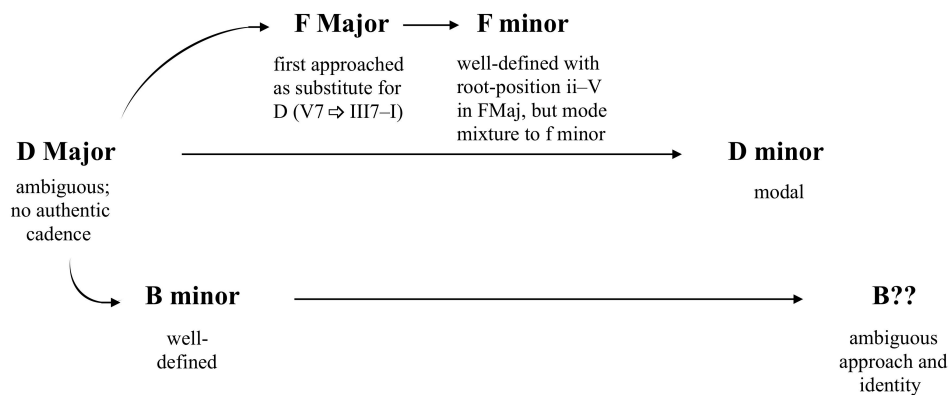 F Major
first approached
as substitute for
D (V7 ⇨ III7–I)
F minor
well-defined with
root-position ii–V
in FMaj, but mode
mixture to f minor
D Major
ambiguous;
no authentic
cadence
D minor
modal
B minor
well-
defined
B??
ambiguous
approach and
identity